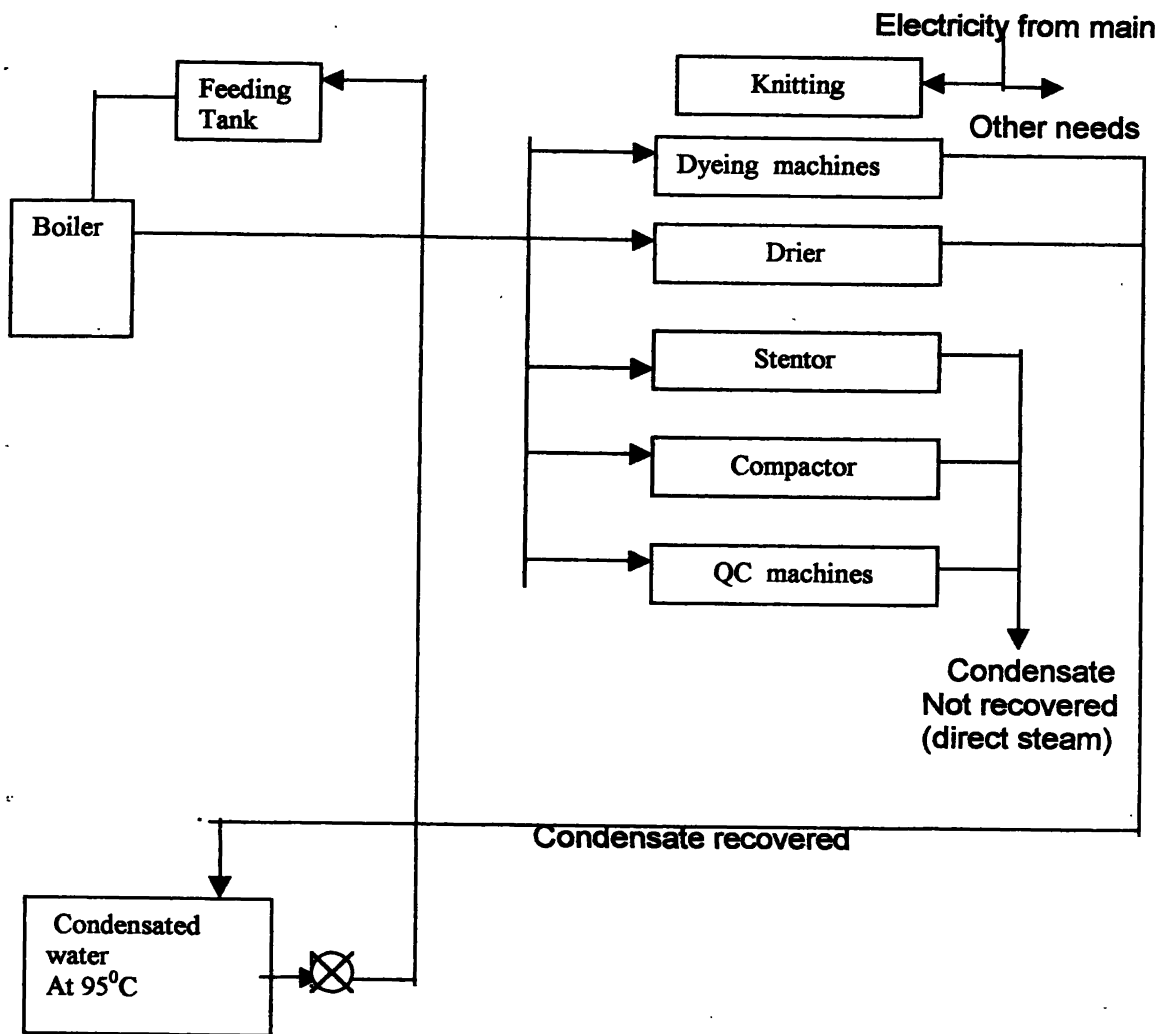 Electricity from main
Feeding
Tank
Knitting
Other needs
Dyeing machines
Boiler
Drier
Stentor
Compactor
QC machines
Condensate
Not recovered
(direct steam)
Condensate recovered
Condensated
water
At 95⁰C